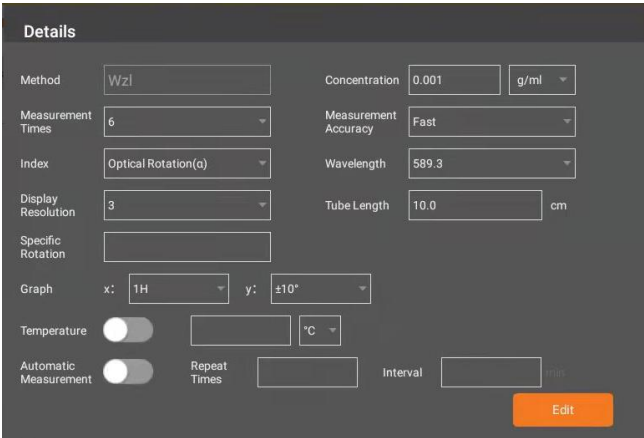 Details
Method Wzl Concentration 0.001 g/ml
Measurement Times 6 Measurement Accuracy Fast
Index Optical Rotation(α) Wavelength 589.3
Display Resolution 3 Tube Length 10.0 cm
Specific Rotation
Graph x: 1H y: ±10°
Temperature °C
Automatic Measurement Repeat Times Interval min
Edit